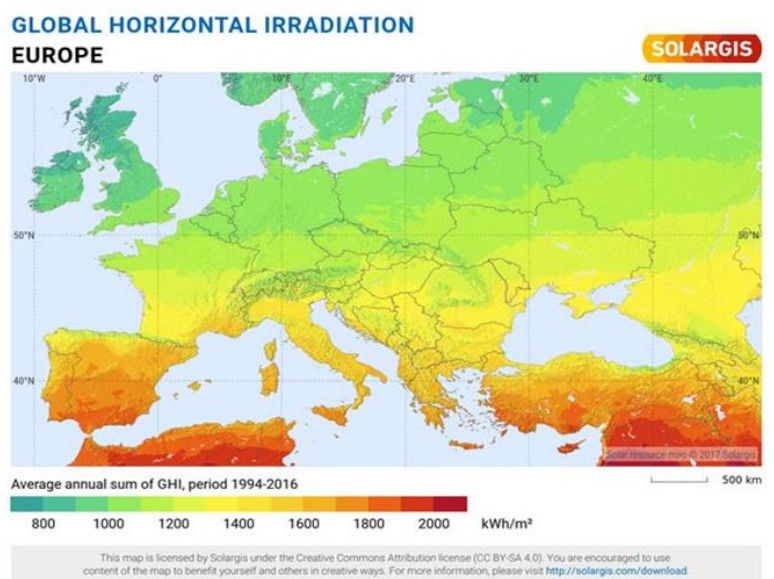 GLOBAL HORIZONTAL IRRADIATION
EUROPE
SOLARGIS
10°W 0° 10°E 20°E 30°E 40°E
50°N 50°N
40°N 40°N
Solar resource map © 2017 Solargis
Average annual sum of GHI, period 1994-2016
500 km
800 1000 1200 1400 1600 1800 2000 kWh/m²
This map is licensed by Solargis under the Creative Commons Attribution license (CC BY-SA 4.0). You are encouraged to use
content of the map to benefit yourself and others in creative ways. For more information, please visit http://solargis.com/download.